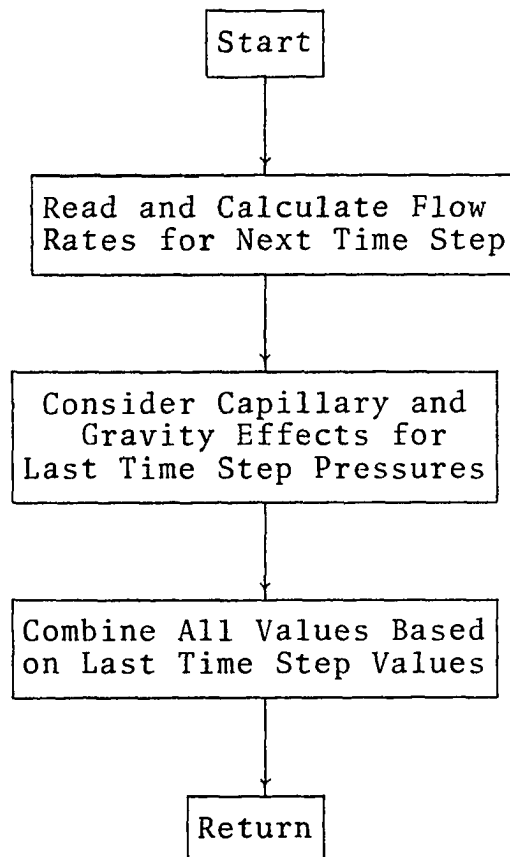 Start
Read and Calculate Flow
Rates for Next Time Step
Consider Capillary and
Gravity Effects for
Last Time Step Pressures
Combine All Values Based
on Last Time Step Values
Return